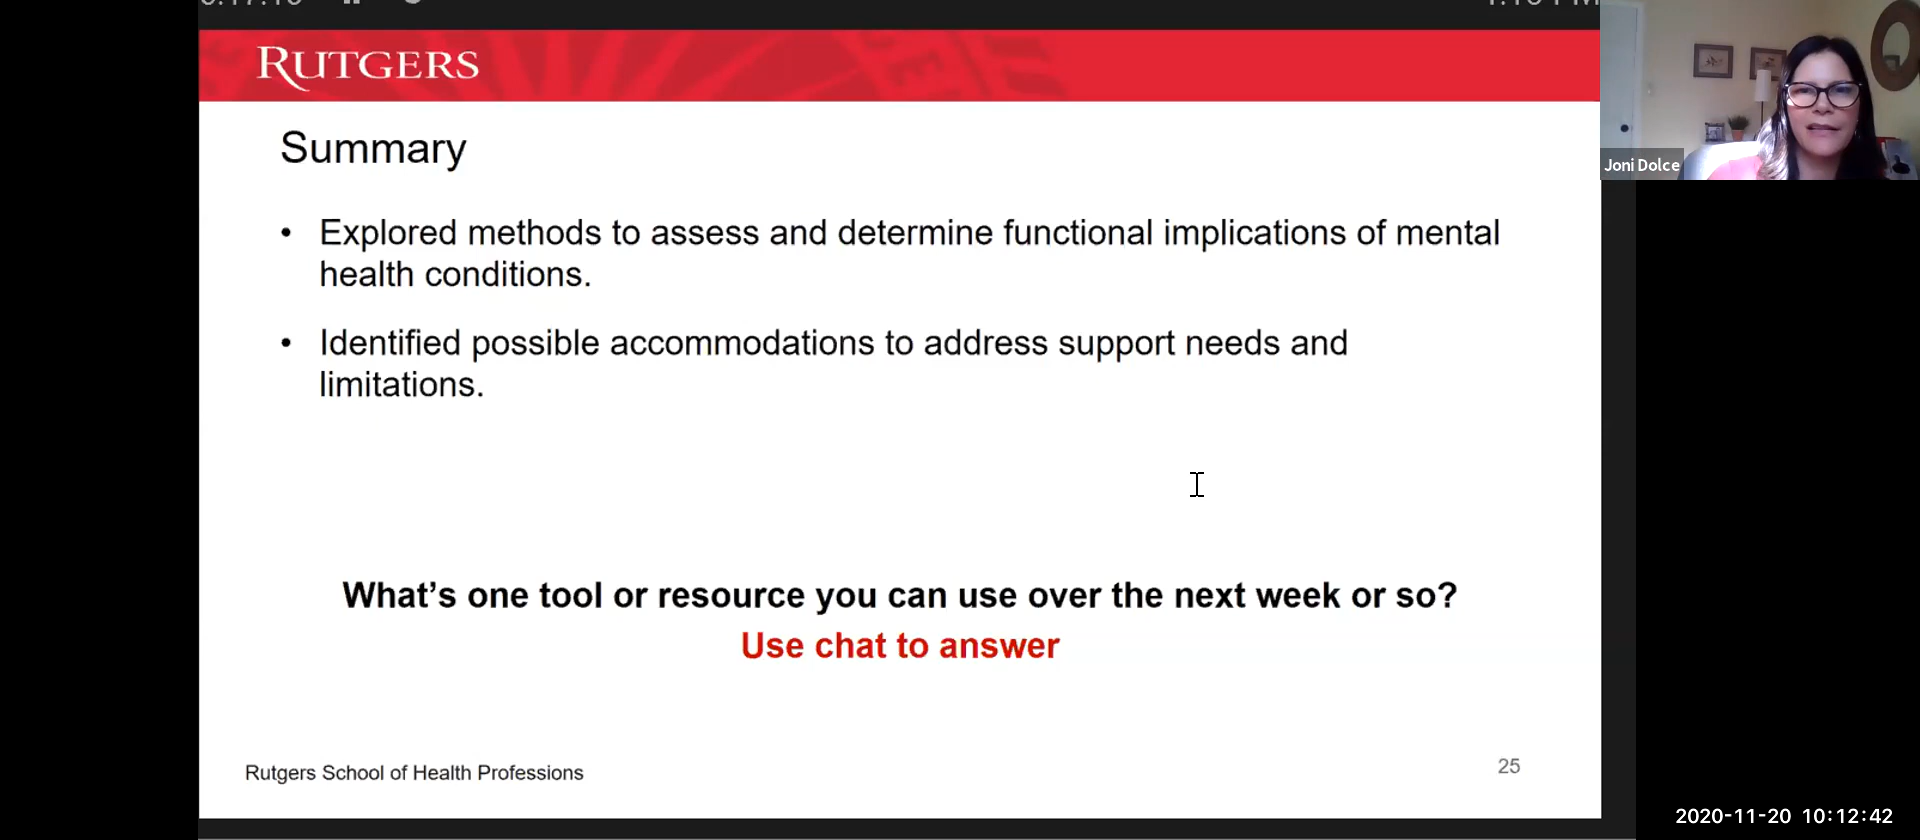 RUTGERS
Joni Dolce
Summary
• Explored methods to assess and determine functional implications of mental
health conditions.
• Identified possible accommodations to address support needs and
limitations.
What's one tool or resource you can use over the next week or so?
Use chat to answer
Rutgers School of Health Professions
25
2020-11-20 10:12:42